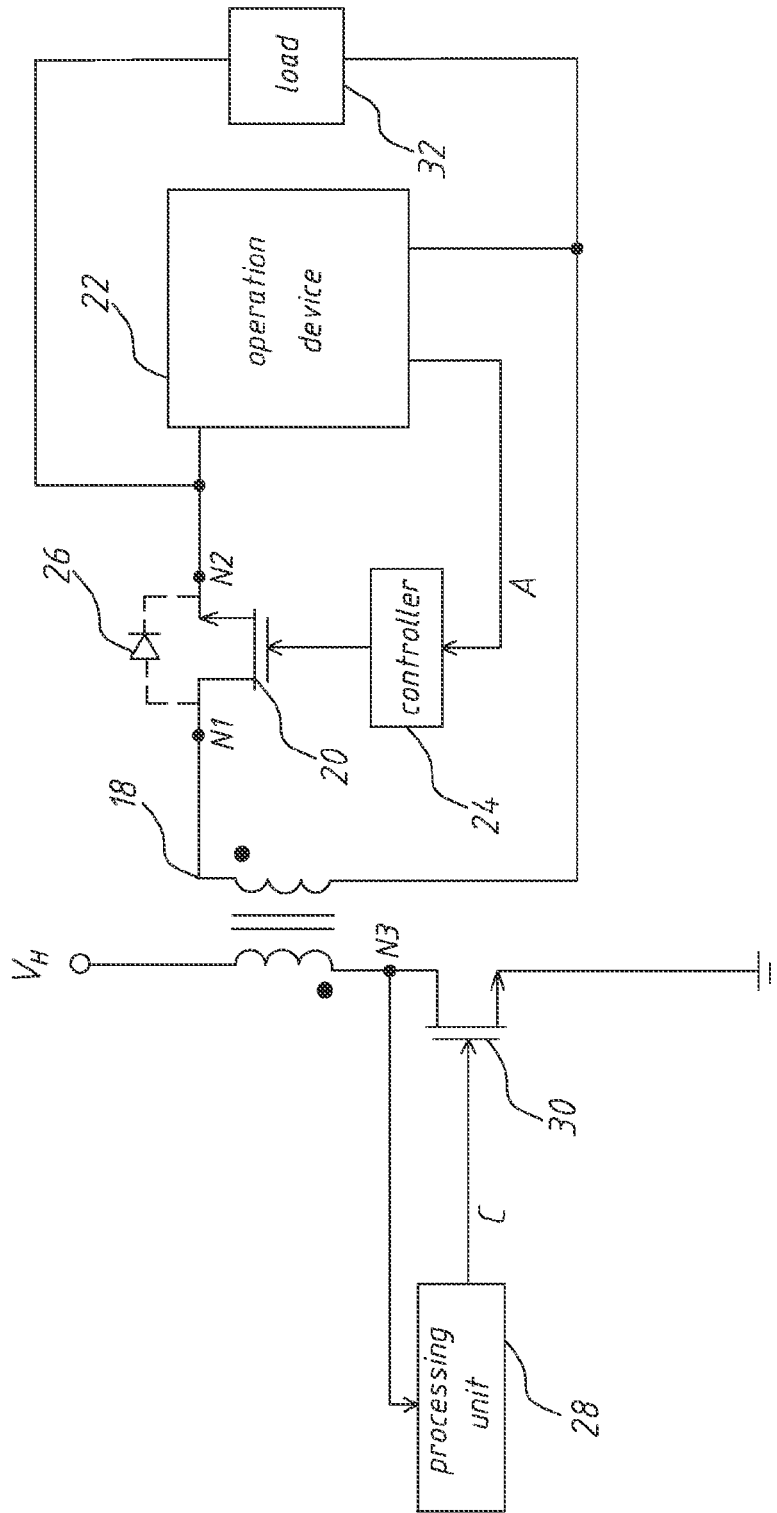 V_H
18
26
N1
N2
22
operation
device
load
32
20
controller
24
A
N3
processing
unit
28
C
30